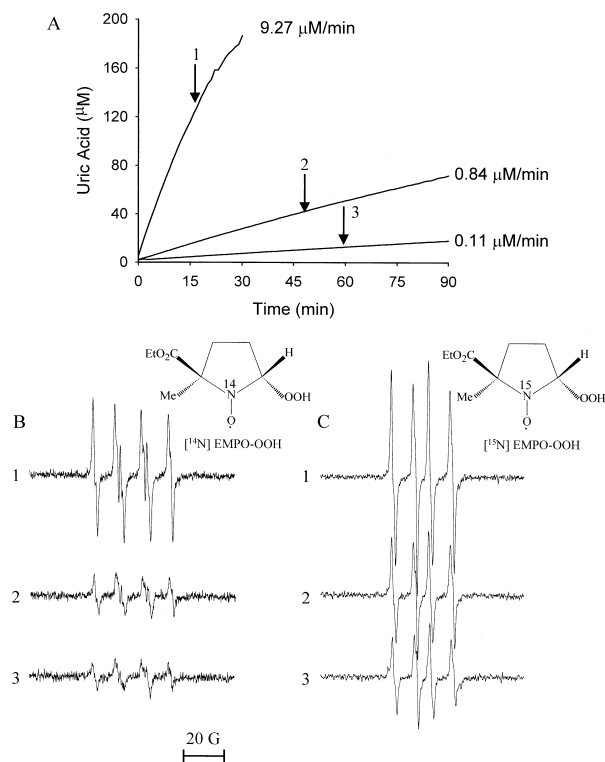 A
200
160
120
80
40
0
Uric Acid (μM)
0 15 30 45 60 75 90
Time (min)
1
9.27 μM/min
2
0.84 μM/min
3
0.11 μM/min
B
EtO₂C
H
Me
14
N
OOH
O
[¹⁴N] EMPO-OOH
1
2
3
20 G
C
EtO₂C
H
Me
15
N
OOH
O
[¹⁵N] EMPO-OOH
1
2
3